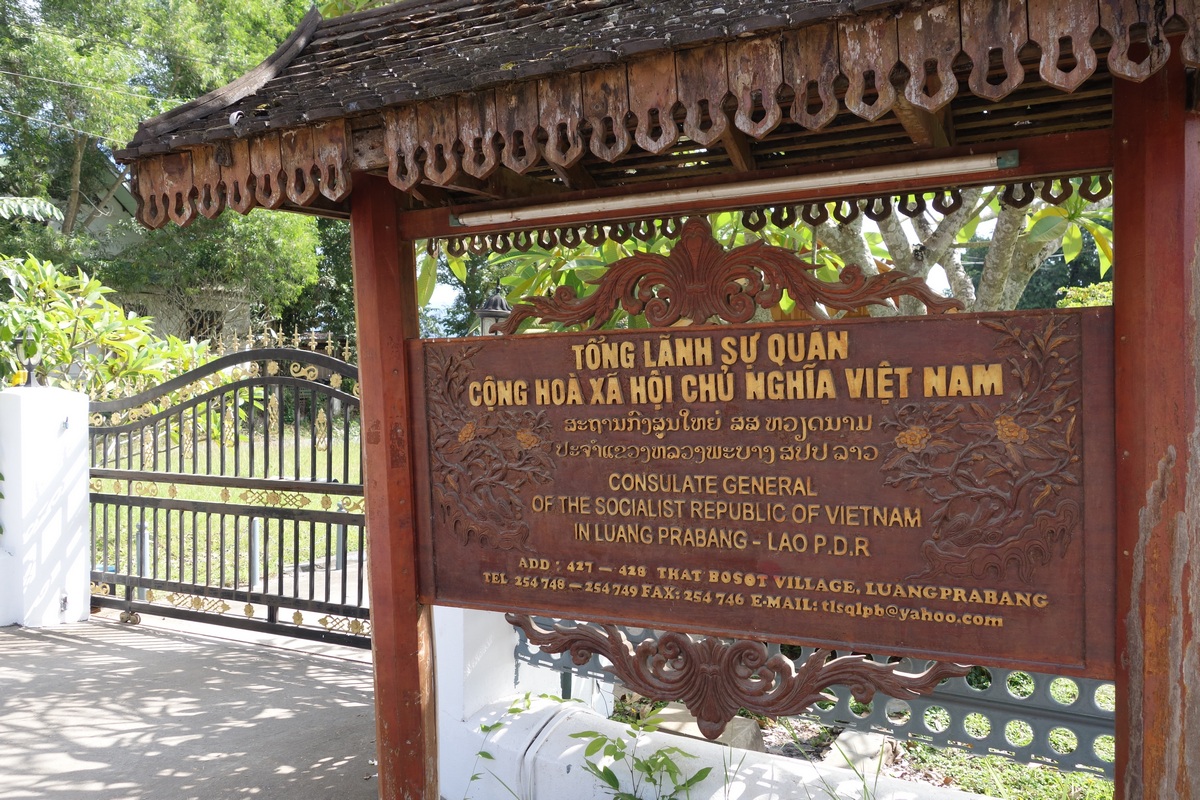 TỔNG LÃNH SỰ QUÁN
CỘNG HOÀ XÃ HỘI CHỦ NGHĨA VIỆT NAM
ສະຖານກົງສູນໃຫຍ່ ສສ ຫວຽດນາມ
ປະຈຳແຂວງຫລວງພະບາງ ສປປ ລາວ
CONSULATE GENERAL
OF THE SOCIALIST REPUBLIC OF VIETNAM
IN LUANG PRABANG - LAO P.D.R
ADD : 427 — 428 THAT BOSOT VILLAGE, LUANGPRABANG
TEL 254 748 — 254 749 FAX: 254 746 E-MAIL: tlsqlpb@yahoo.com